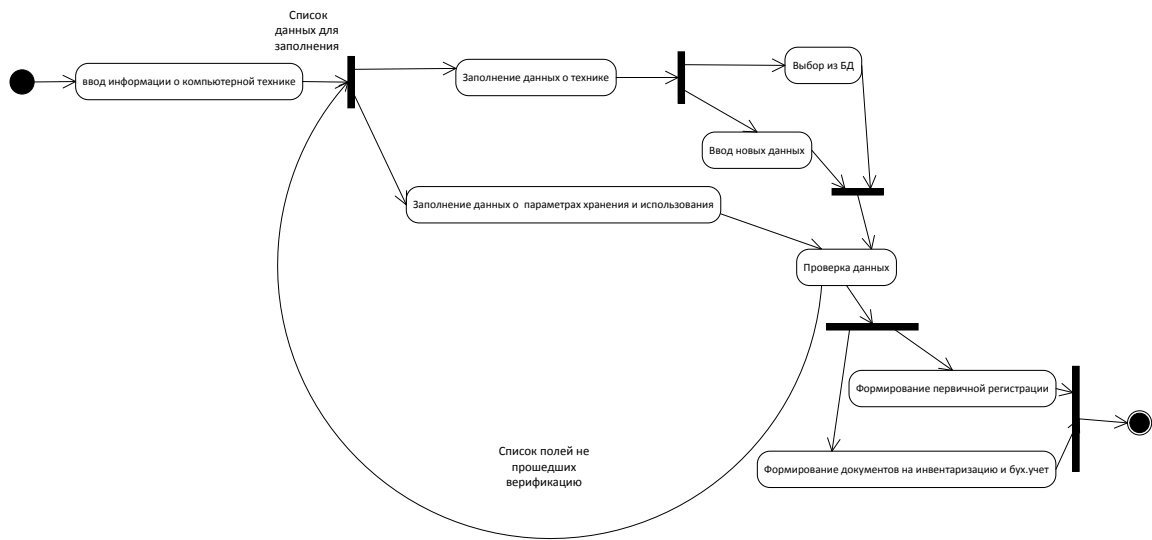 Список
данных для
заполнения
ввод информации о компьютерной технике
Заполнение данных о технике
Выбор из БД
Ввод новых данных
Заполнение данных о параметрах хранения и использования
Проверка данных
Формирование первичной регистрации
Список полей не
прошедших
верификацию
Формирование документов на инвентаризацию и бух.учет